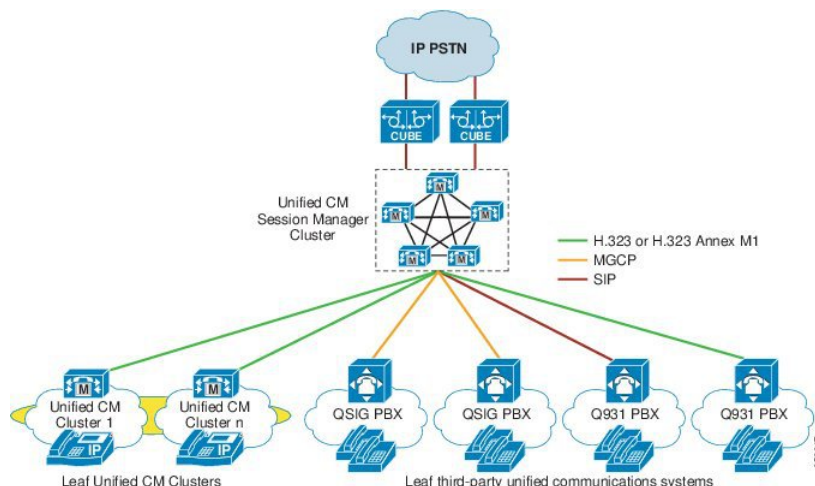 IP PSTN
CUBE
CUBE
Unified CM
Session Manager
Cluster
M
M
M
M
M
H.323 or H.323 Annex M1
MGCP
SIP
M
M
Unified CM
Cluster 1
Unified CM
Cluster n
QSIG PBX
QSIG PBX
Q931 PBX
Q931 PBX
IP
IP
Leaf Unified CM Clusters
Leaf third-party unified communications systems